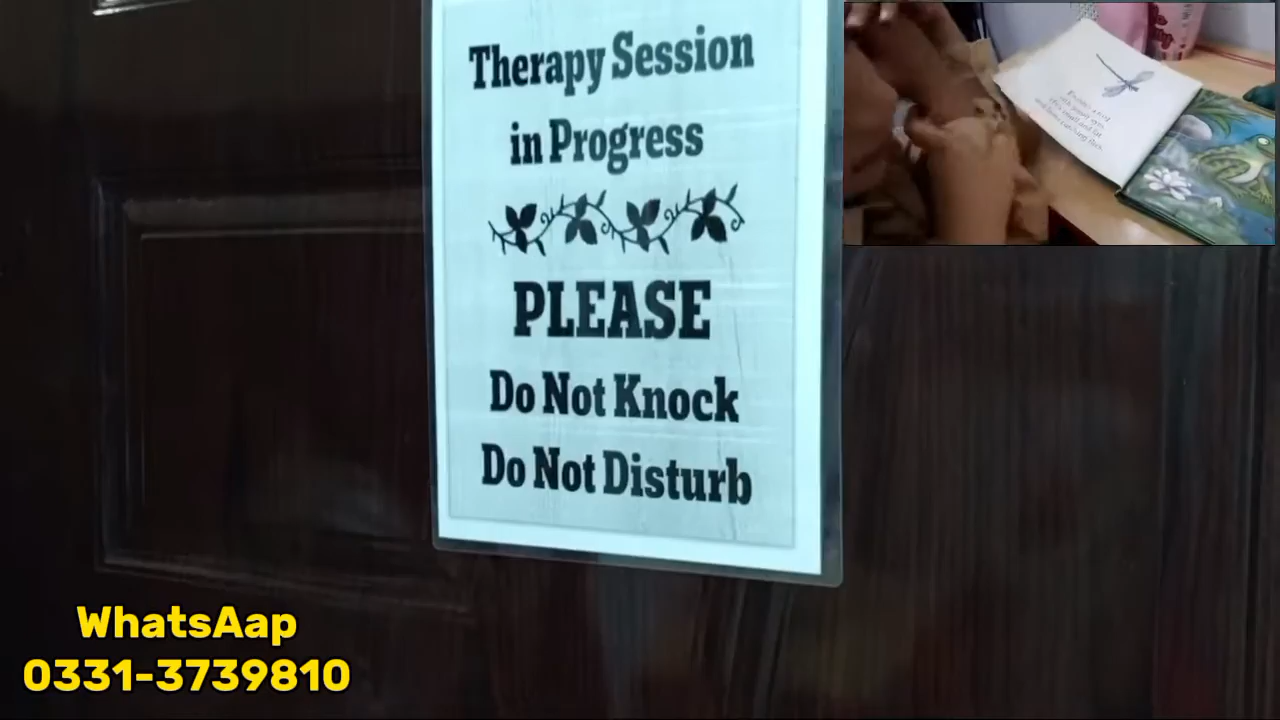 Therapy Session
in Progress
PLEASE
Do Not Knock
Do Not Disturb
WhatsAap
0331-3739810